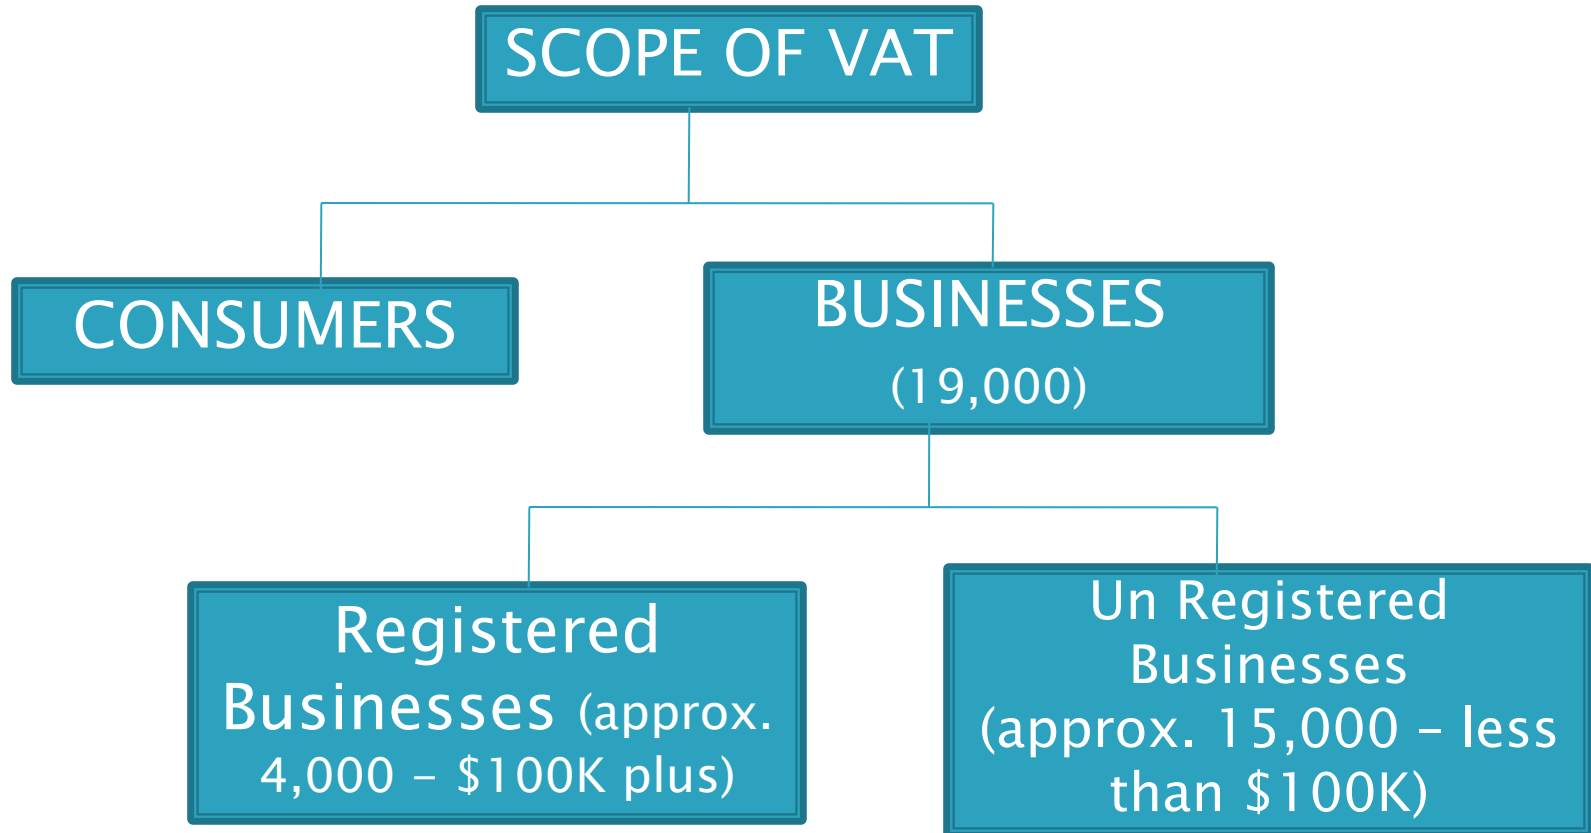 SCOPE OF VAT
CONSUMERS
BUSINESSES
(19,000)
Registered
Businesses (approx.
4,000 – $100K plus)
Un Registered
Businesses
(approx. 15,000 – less
than $100K)